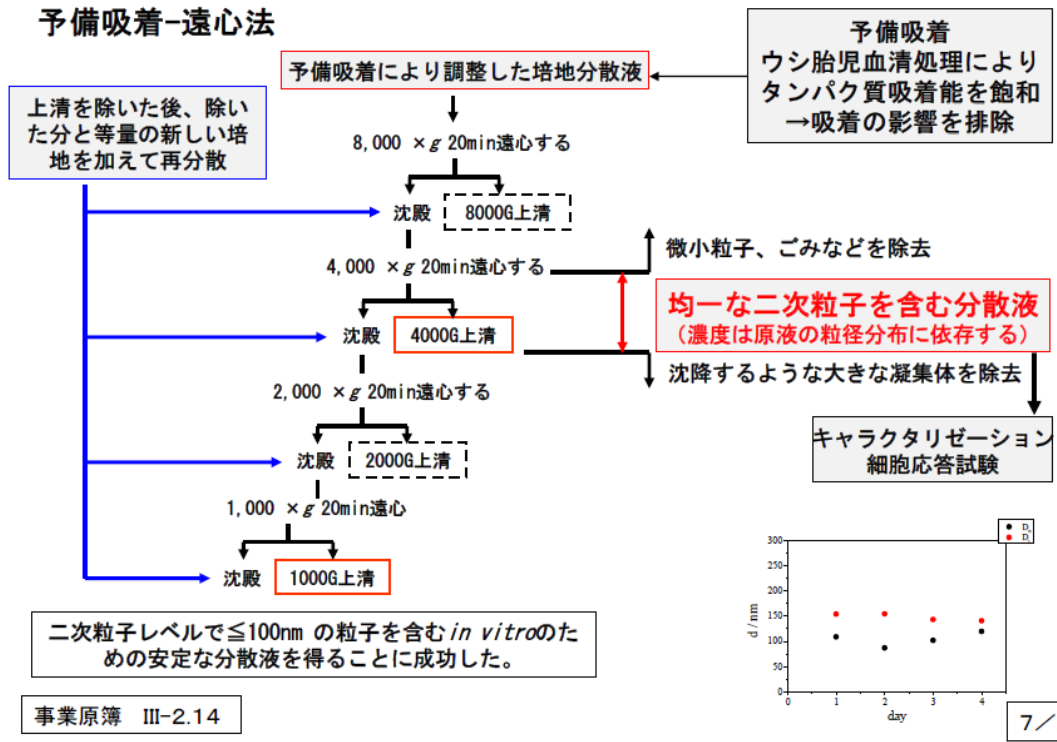 予備吸着-遠心法
予備吸着により調整した培地分散液
予備吸着
ウシ胎児血清処理により
タンパク質吸着能を飽和
→吸着の影響を排除
上清を除いた後、除い
た分と等量の新しい培
地を加えて再分散
8,000 ×g 20min遠心する
沈殿
8000G上清
4,000 ×g 20min遠心する
微小粒子、ごみなどを除去
均一な二次粒子を含む分散液
（濃度は原液の粒径分布に依存する）
沈殿
4000G上清
沈降するような大きな凝集体を除去
2,000 ×g 20min遠心する
キャラクタリゼーション
細胞応答試験
沈殿
2000G上清
1,000 ×g 20min遠心
沈殿
1000G上清
二次粒子レベルで≦100nm の粒子を含むin vitroのた
めの安定な分散液を得ることに成功した。
事業原簿 III-2.14
300
250
200
150
100
50
0
d / nm
0 1 2 3 4
day
7／